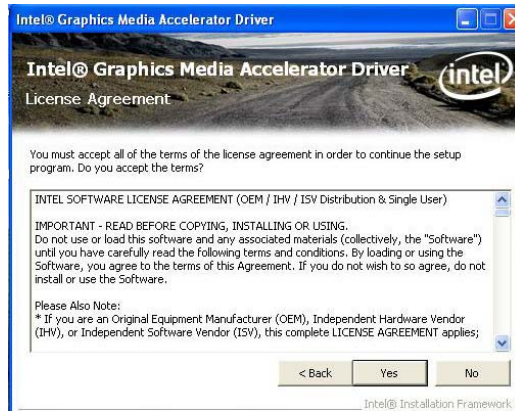 Intel® Graphics Media Accelerator Driver
Intel® Graphics Media Accelerator Driver
intel
License Agreement
You must accept all of the terms of the license agreement in order to continue the setup
program. Do you accept the terms?
INTEL SOFTWARE LICENSE AGREEMENT (OEM / IHV / ISV Distribution & Single User)
IMPORTANT - READ BEFORE COPYING, INSTALLING OR USING.
Do not use or load this software and any associated materials (collectively, the "Software")
until you have carefully read the following terms and conditions. By loading or using the
Software, you agree to the terms of this Agreement. If you do not wish to so agree, do not
install or use the Software.
Please Also Note:
* If you are an Original Equipment Manufacturer (OEM), Independent Hardware Vendor
(IHV), or Independent Software Vendor (ISV), this complete LICENSE AGREEMENT applies;
< Back Yes No
Intel® Installation Framework